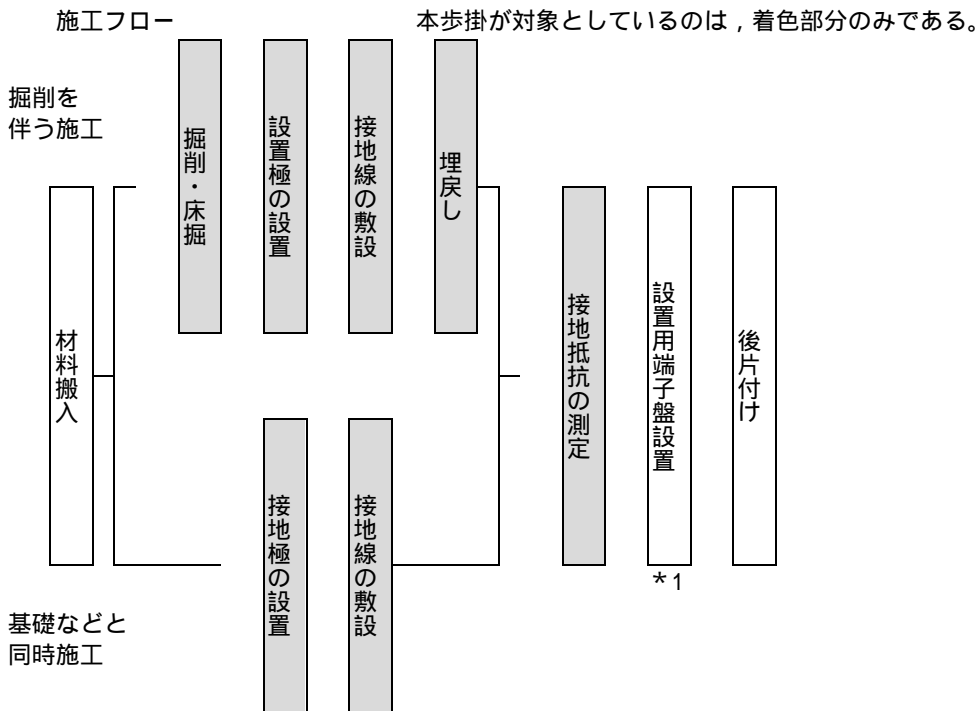 施工フロー
本歩掛が対象としているのは，着色部分のみである。
掘削を
伴う施工
材料搬入
掘削・床掘
設置極の設置
接地線の敷設
埋戻し
接地極の設置
接地線の敷設
接地抵抗の測定
設置用端子盤設置
＊1
後片付け
基礎などと
同時施工